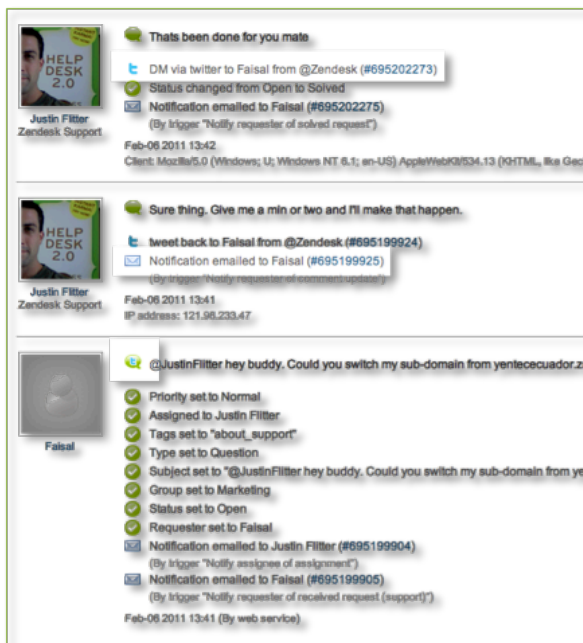 Thats been done for you mate
HELP
DESK
2.0
DM via twitter to Faisal from @Zendesk (#695202273)
Status changed from Open to Solved
Notification emailed to Faisal (#695202275)
(By trigger "Notify requester of solved request")
Justin Flitter
Zendesk Support
Feb-06 2011 13:42
Client: Mozilla/5.0 (Windows; U; Windows NT 6.1; en-US) AppleWebKit/534.13 (KHTML, like Gec
Sure thing. Give me a min or two and I'll make that happen.
HELP
DESK
2.0
tweet back to Faisal from @Zendesk (#695199924)
Notification emailed to Faisal (#695199925)
(By trigger "Notify requester of comment update")
Justin Flitter
Zendesk Support
Feb-06 2011 13:41
IP address: 121.98.233.47
@JustinFlitter hey buddy. Could you switch my sub-domain from yentececuador.z
Priority set to Normal
Assigned to Justin Flitter
Tags set to "about_support"
Faisal
Type set to Question
Subject set to "@JustinFlitter hey buddy. Could you switch my sub-domain from ye
Group set to Marketing
Status set to Open
Requester set to Faisal
Notification emailed to Justin Flitter (#695199904)
(By trigger "Notify assignee of assignment")
Notification emailed to Faisal (#695199905)
(By trigger "Notify requester of received request (support)")
Feb-06 2011 13:41 (By web service)